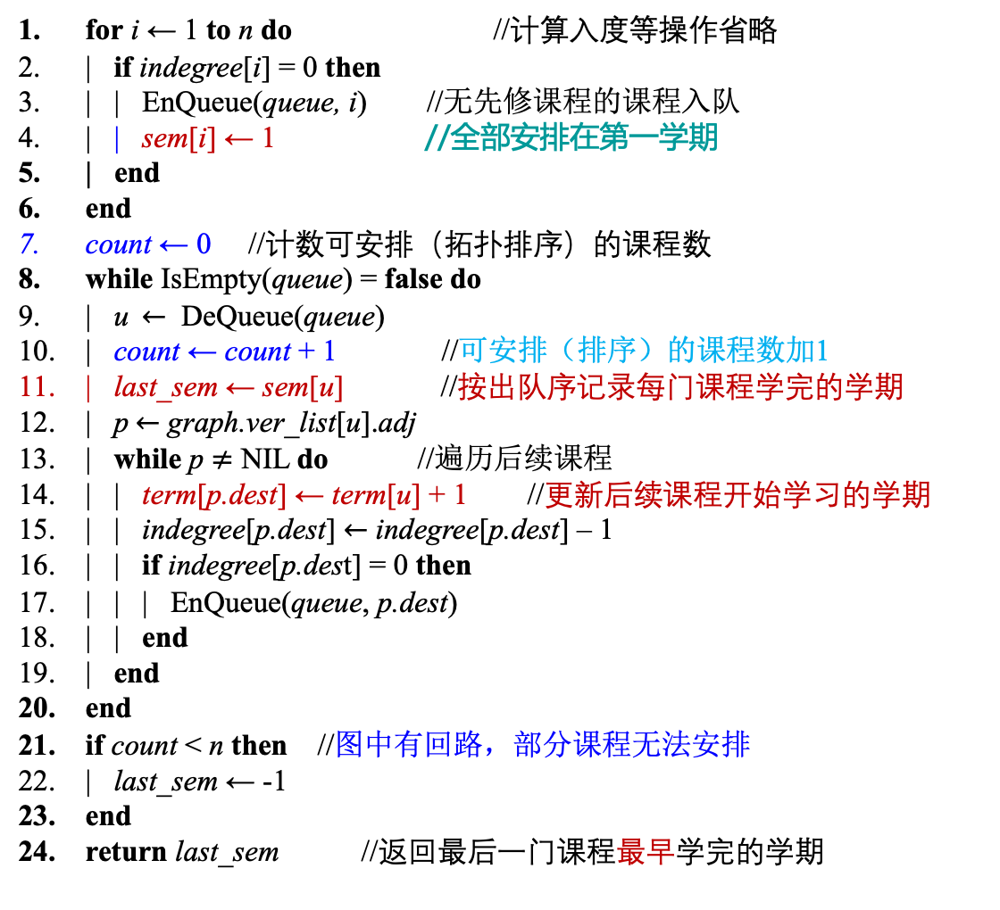 1. for i ← 1 to n do //计算入度等操作省略
2. | if indegree[i] = 0 then
3. | | EnQueue(queue, i) //无先修课程的课程入队
4. | | sem[i] ← 1 //全部安排在第一学期
5. | end
6. end
7. count ← 0 //计数可安排（拓扑排序）的课程数
8. while IsEmpty(queue) = false do
9. | u ← DeQueue(queue)
10. | count ← count + 1 //可安排（排序）的课程数加1
11. | last_sem ← sem[u] //按出队序记录每门课程学完的学期
12. | p ← graph.ver_list[u].adj
13. | while p ≠ NIL do //遍历后续课程
14. | | term[p.dest] ← term[u] + 1 //更新后续课程开始学习的学期
15. | | indegree[p.dest] ← indegree[p.dest] – 1
16. | | if indegree[p.dest] = 0 then
17. | | | EnQueue(queue, p.dest)
18. | | end
19. | end
20. end
21. if count < n then //图中有回路，部分课程无法安排
22. | last_sem ← -1
23. end
24. return last_sem //返回最后一门课程最早学完的学期